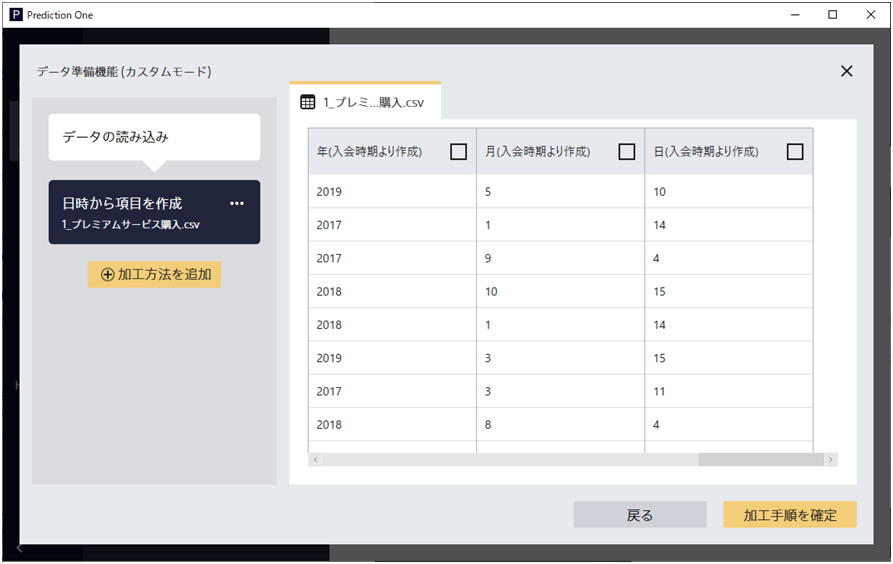 Prediction One
データ準備機能 (カスタムモード)
データの読み込み
日時から項目を作成
1_プレミアムサービス購入.csv
加工方法を追加
1_プレミ...購入.csv
年(入会時期より作成) 月(入会時期より作成) 日(入会時期より作成)
2019 5 10
2017 1 14
2017 9 4
2018 10 15
2018 1 14
2019 3 15
2017 3 11
2018 8 4
戻る 加工手順を確定